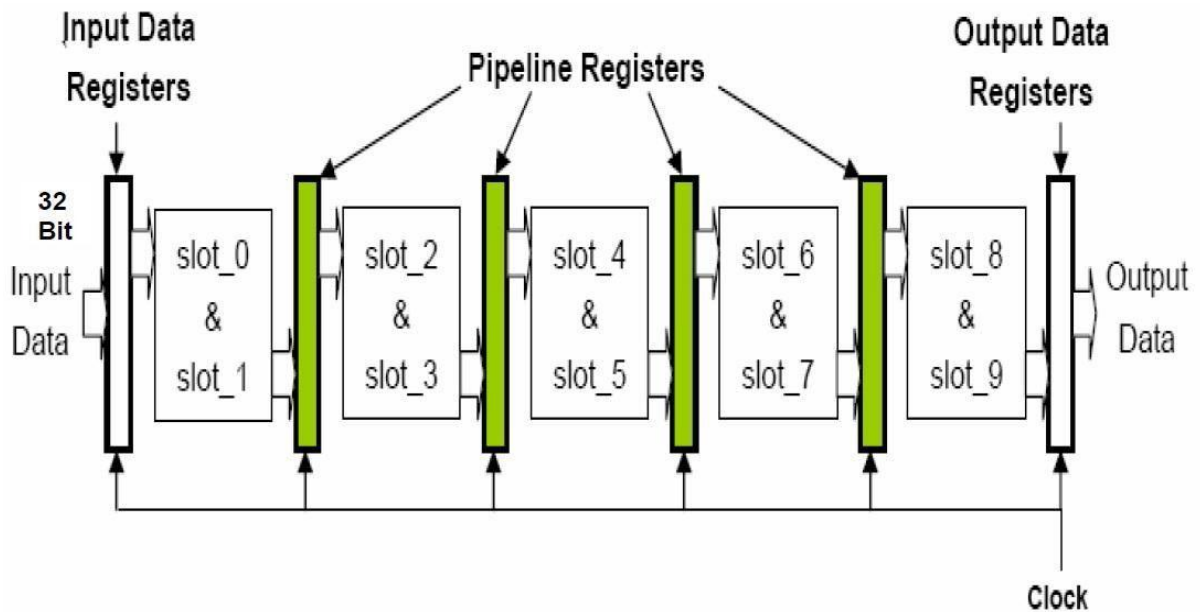 Input Data
Registers
Pipeline Registers
Output Data
Registers
32
Bit
Input
Data
slot_0
&
slot_1
slot_2
&
slot_3
slot_4
&
slot_5
slot_6
&
slot_7
slot_8
&
slot_9
Output
Data
Clock